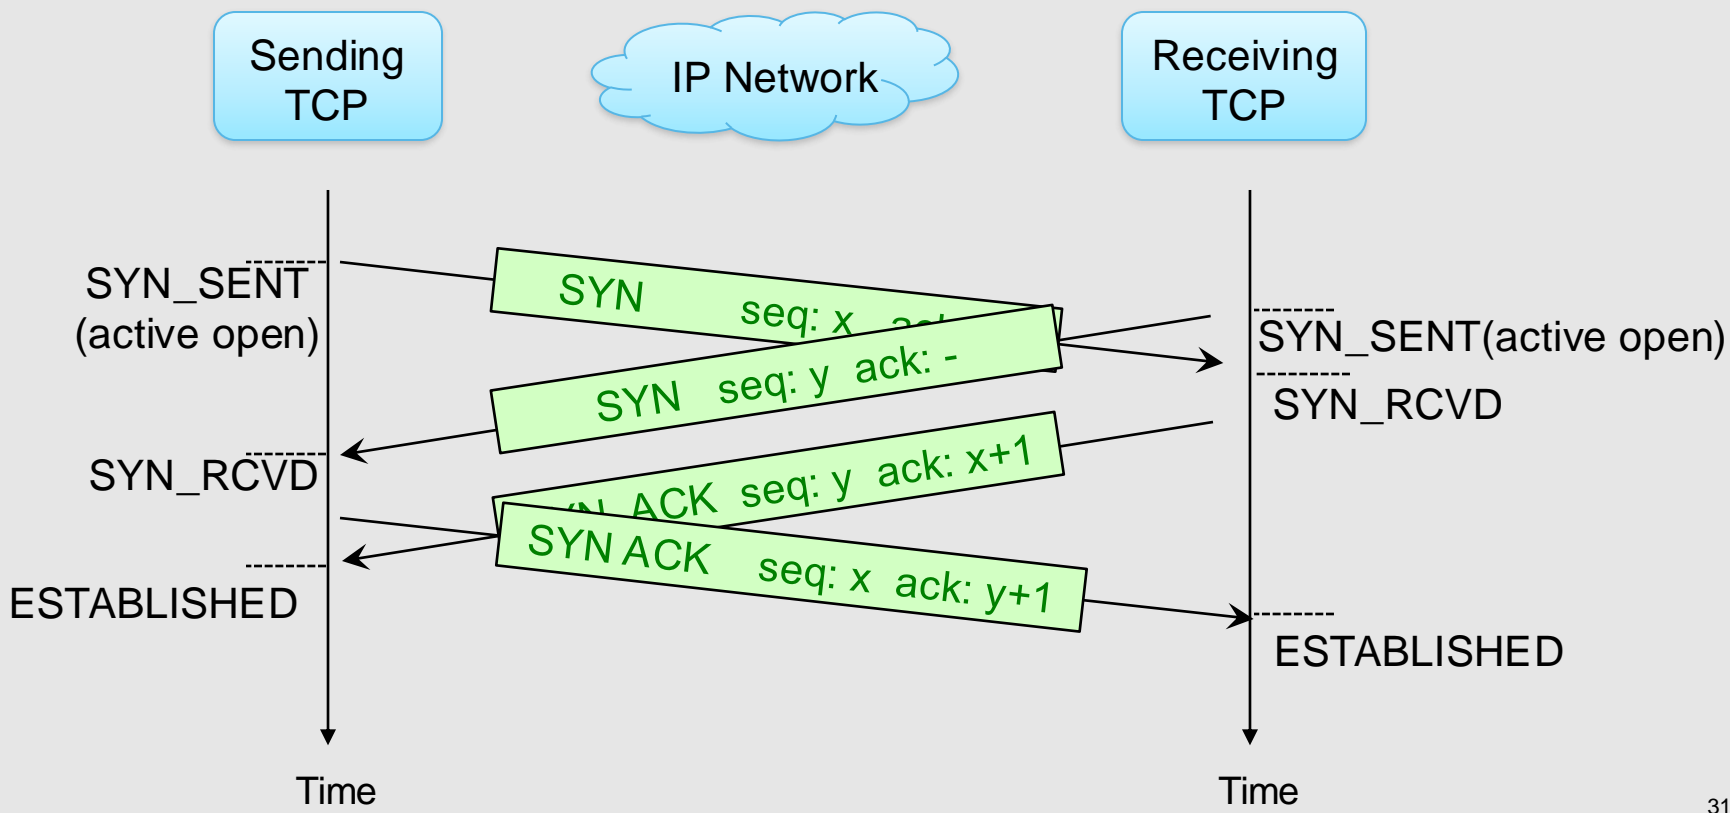 Sending
TCP
IP Network
Receiving
TCP
SYN_SENT
(active open)
SYN seq: x
SYN_SENT(active open)
SYN seq: y ack: -
SYN_RCVD
SYN_RCVD
ACK seq: y ack: x+1
SYN ACK seq: x ack: y+1
ESTABLISHED
ESTABLISHED
Time
Time
31